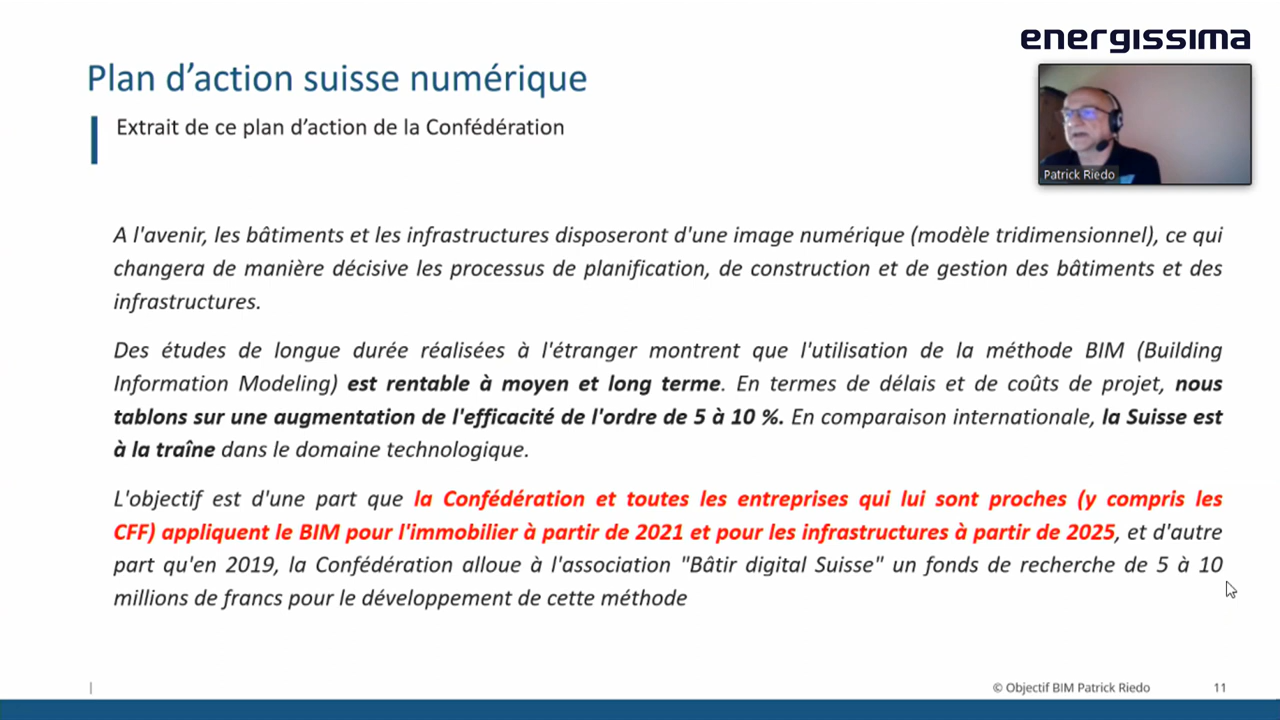 energissima
Plan d’action suisse numérique
Extrait de ce plan d’action de la Confédération
Patrick Riedo
A l'avenir, les bâtiments et les infrastructures disposeront d'une image numérique (modèle tridimensionnel), ce qui
changera de manière décisive les processus de planification, de construction et de gestion des bâtiments et des
infrastructures.
Des études de longue durée réalisées à l'étranger montrent que l'utilisation de la méthode BIM (Building
Information Modeling) est rentable à moyen et long terme. En termes de délais et de coûts de projet, nous
tablons sur une augmentation de l'efficacité de l'ordre de 5 à 10 %. En comparaison internationale, la Suisse est
à la traîne dans le domaine technologique.
L'objectif est d'une part que la Confédération et toutes les entreprises qui lui sont proches (y compris les
CFF) appliquent le BIM pour l'immobilier à partir de 2021 et pour les infrastructures à partir de 2025, et d'autre
part qu'en 2019, la Confédération alloue à l'association "Bâtir digital Suisse" un fonds de recherche de 5 à 10
millions de francs pour le développement de cette méthode
| © Objectif BIM Patrick Riedo 11